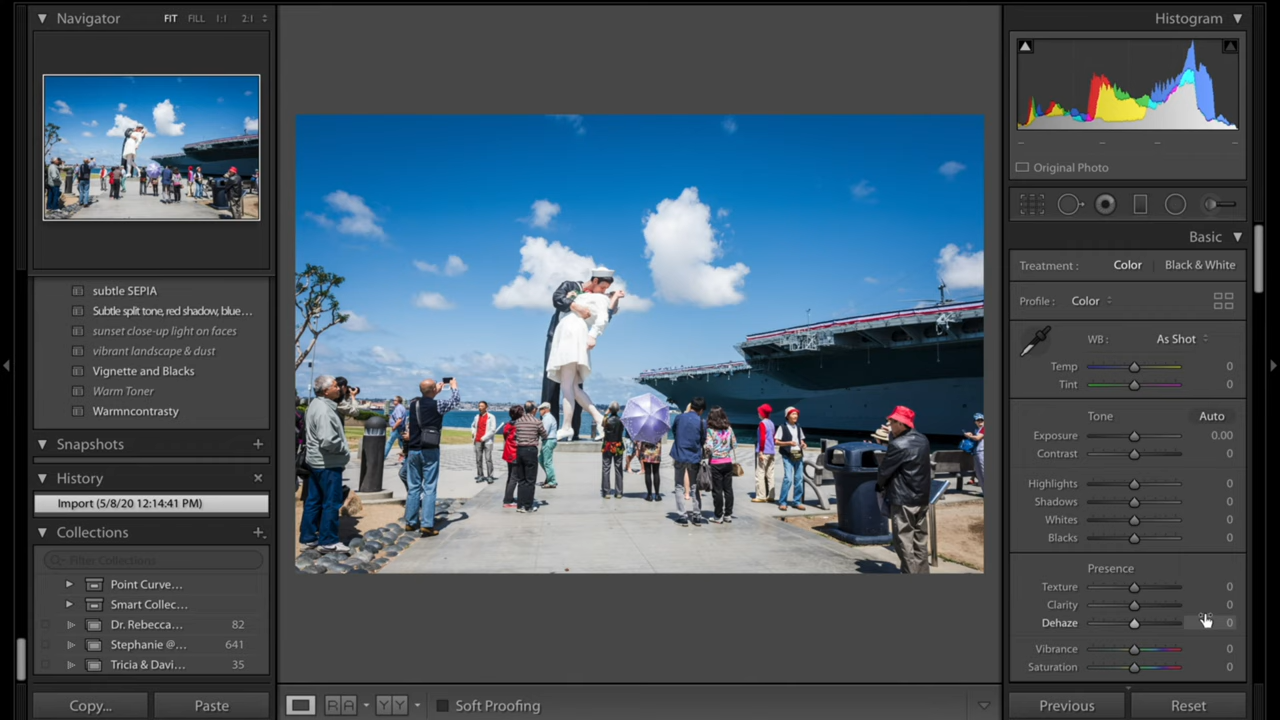 Navigator
FIT FILL 1:1 2:1
subtle SEPIA
Subtle split tone, red shadow, blue…
sunset close-up light on faces
vibrant landscape & dust
Vignette and Blacks
Warm Toner
Warmncontrasty
Snapshots
History
Import (5/8/20 12:14:41 PM)
Collections
Filter Collections
Point Curve…
Smart Collec…
Dr. Rebecca… 82
Stephanie @… 641
Tricia & Davi… 35
Copy... Paste
R A Y Y Soft Proofing
Histogram
Original Photo
Basic
Treatment : Color Black & White
Profile : Color
WB : As Shot
Temp 0
Tint 0
Tone Auto
Exposure 0.00
Contrast 0
Highlights 0
Shadows 0
Whites 0
Blacks 0
Presence
Texture 0
Clarity 0
Dehaze 0
Vibrance 0
Saturation 0
Previous Reset